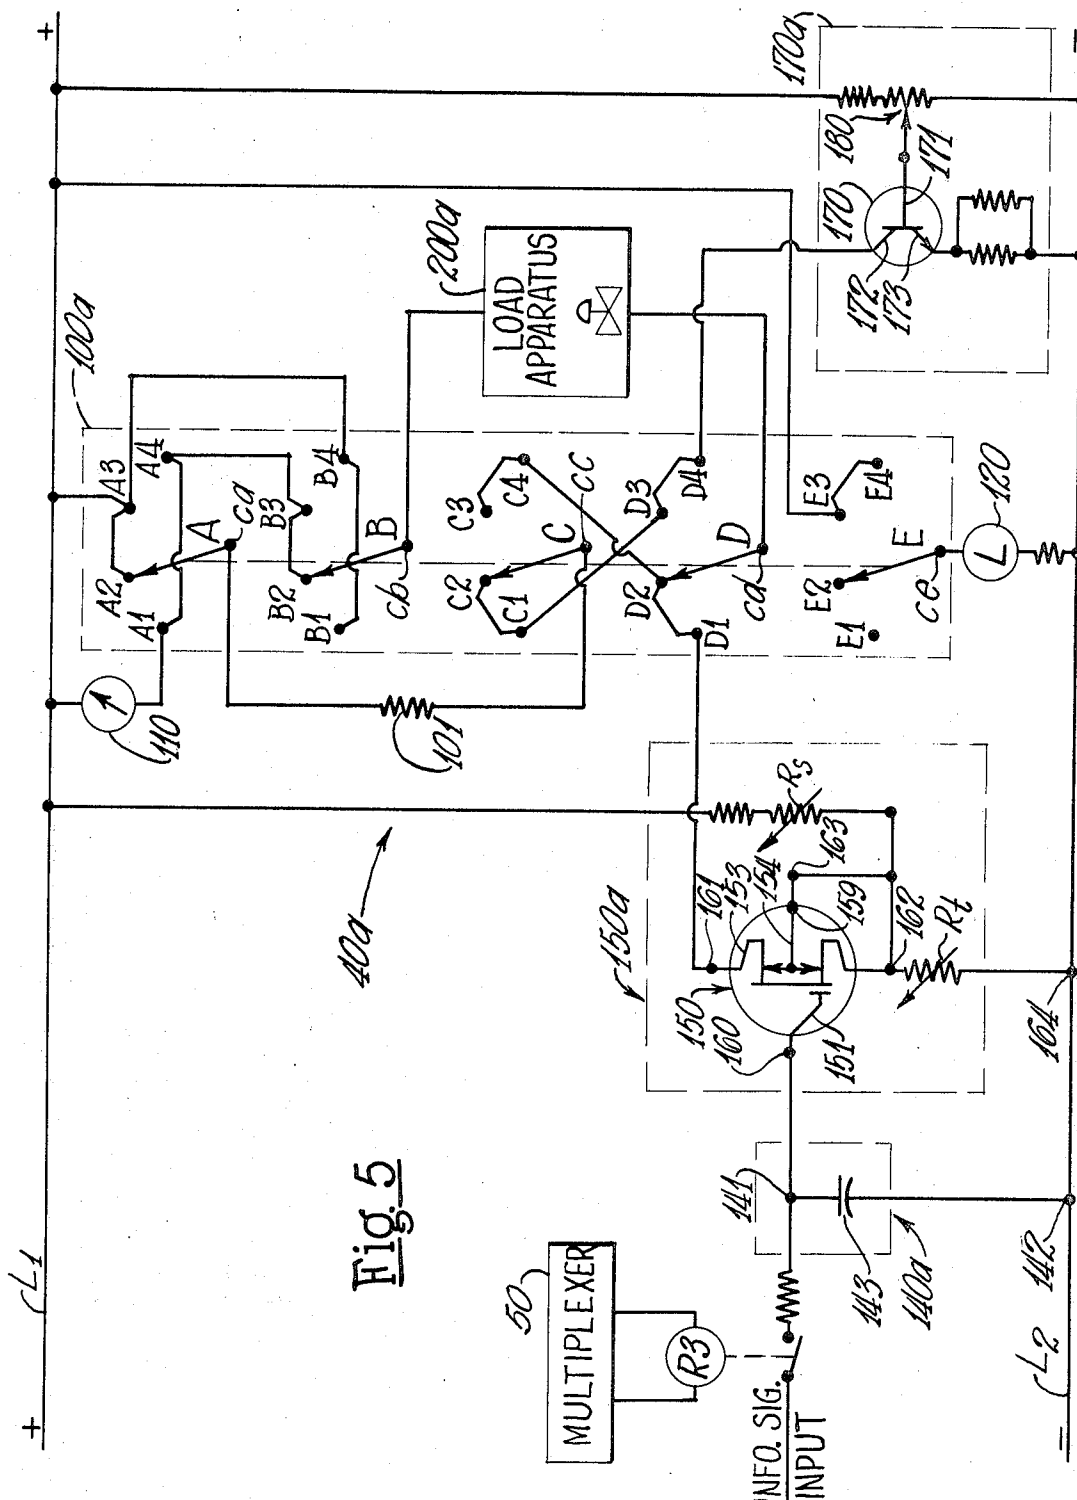 +
L1
+
Fig. 5
40a
50
MULTIPLEXER
R3
INFO. SIG.
INPUT
141
143
140a
142
L2
=
150a
150
160
161
153
154
163
159
162
151
Rs
Rt
164
110
101
100a
A1
A2
A3
A4
A
ca
B1
B2
B3
B4
B
cb
C1
C2
C3
C4
C
cc
D1
D2
D3
D4
D
cd
E1
E2
E3
E4
E
ce
L
120
200a
LOAD
APPARATUS
170a
170
180
171
172
173